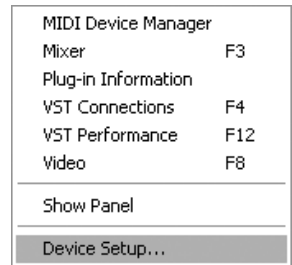 MIDI Device Manager
Mixer F3
Plug-in Information
VST Connections F4
VST Performance F12
Video F8
Show Panel
Device Setup...